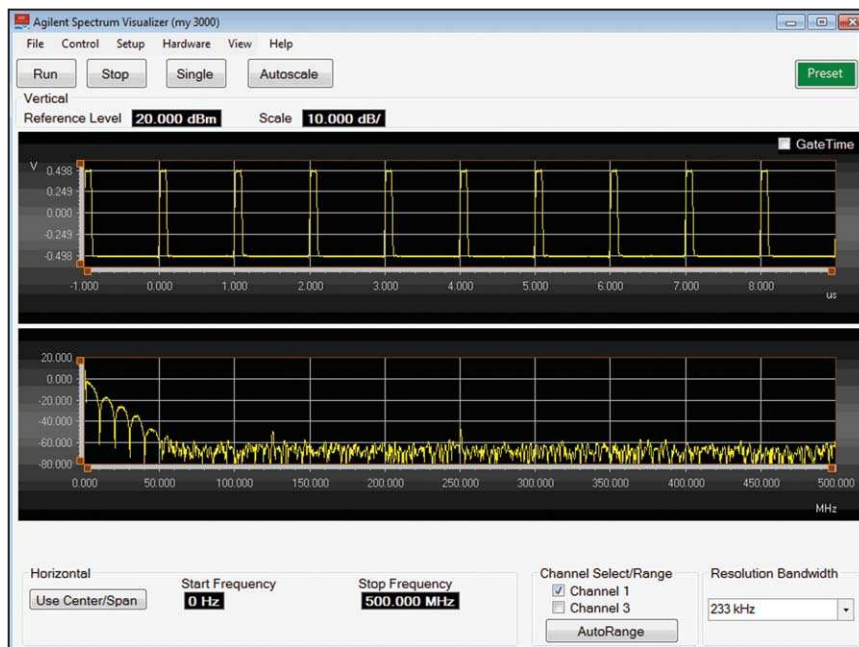 Agilent Spectrum Visualizer (my 3000)
File Control Setup Hardware View Help
Run Stop Single Autoscale Preset
Vertical
Reference Level 20.000 dBm Scale 10.000 dB/
GateTime
V
0.498
0.249
0.000
-0.249
-0.498
-1.000 0.000 1.000 2.000 3.000 4.000 5.000 6.000 7.000 8.000
us
20.000
0.000
-20.000
-40.000
-60.000
-80.000
0.000 50.000 100.000 150.000 200.000 250.000 300.000 350.000 400.000 450.000 500.000
MHz
Horizontal
Use Center/Span
Start Frequency
0 Hz
Stop Frequency
500.000 MHz
Channel Select/Range
Channel 1
Channel 3
AutoRange
Resolution Bandwidth
233 kHz